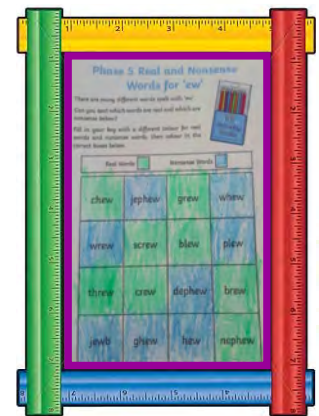 Phase 5 Real and Nonsense
Words for 'ew'
There are many different words spelt with 'ew'.
Can you sort which words are real and which are
nonsense below?
Fill in your key with a different colour for real
words and nonsense words, then colour in the
correct boxes below.
Real Words Nonsense Words
chew jephew grew whew
wrew screw blew plew
threw crew dephew brew
jewb ghew hew nephew